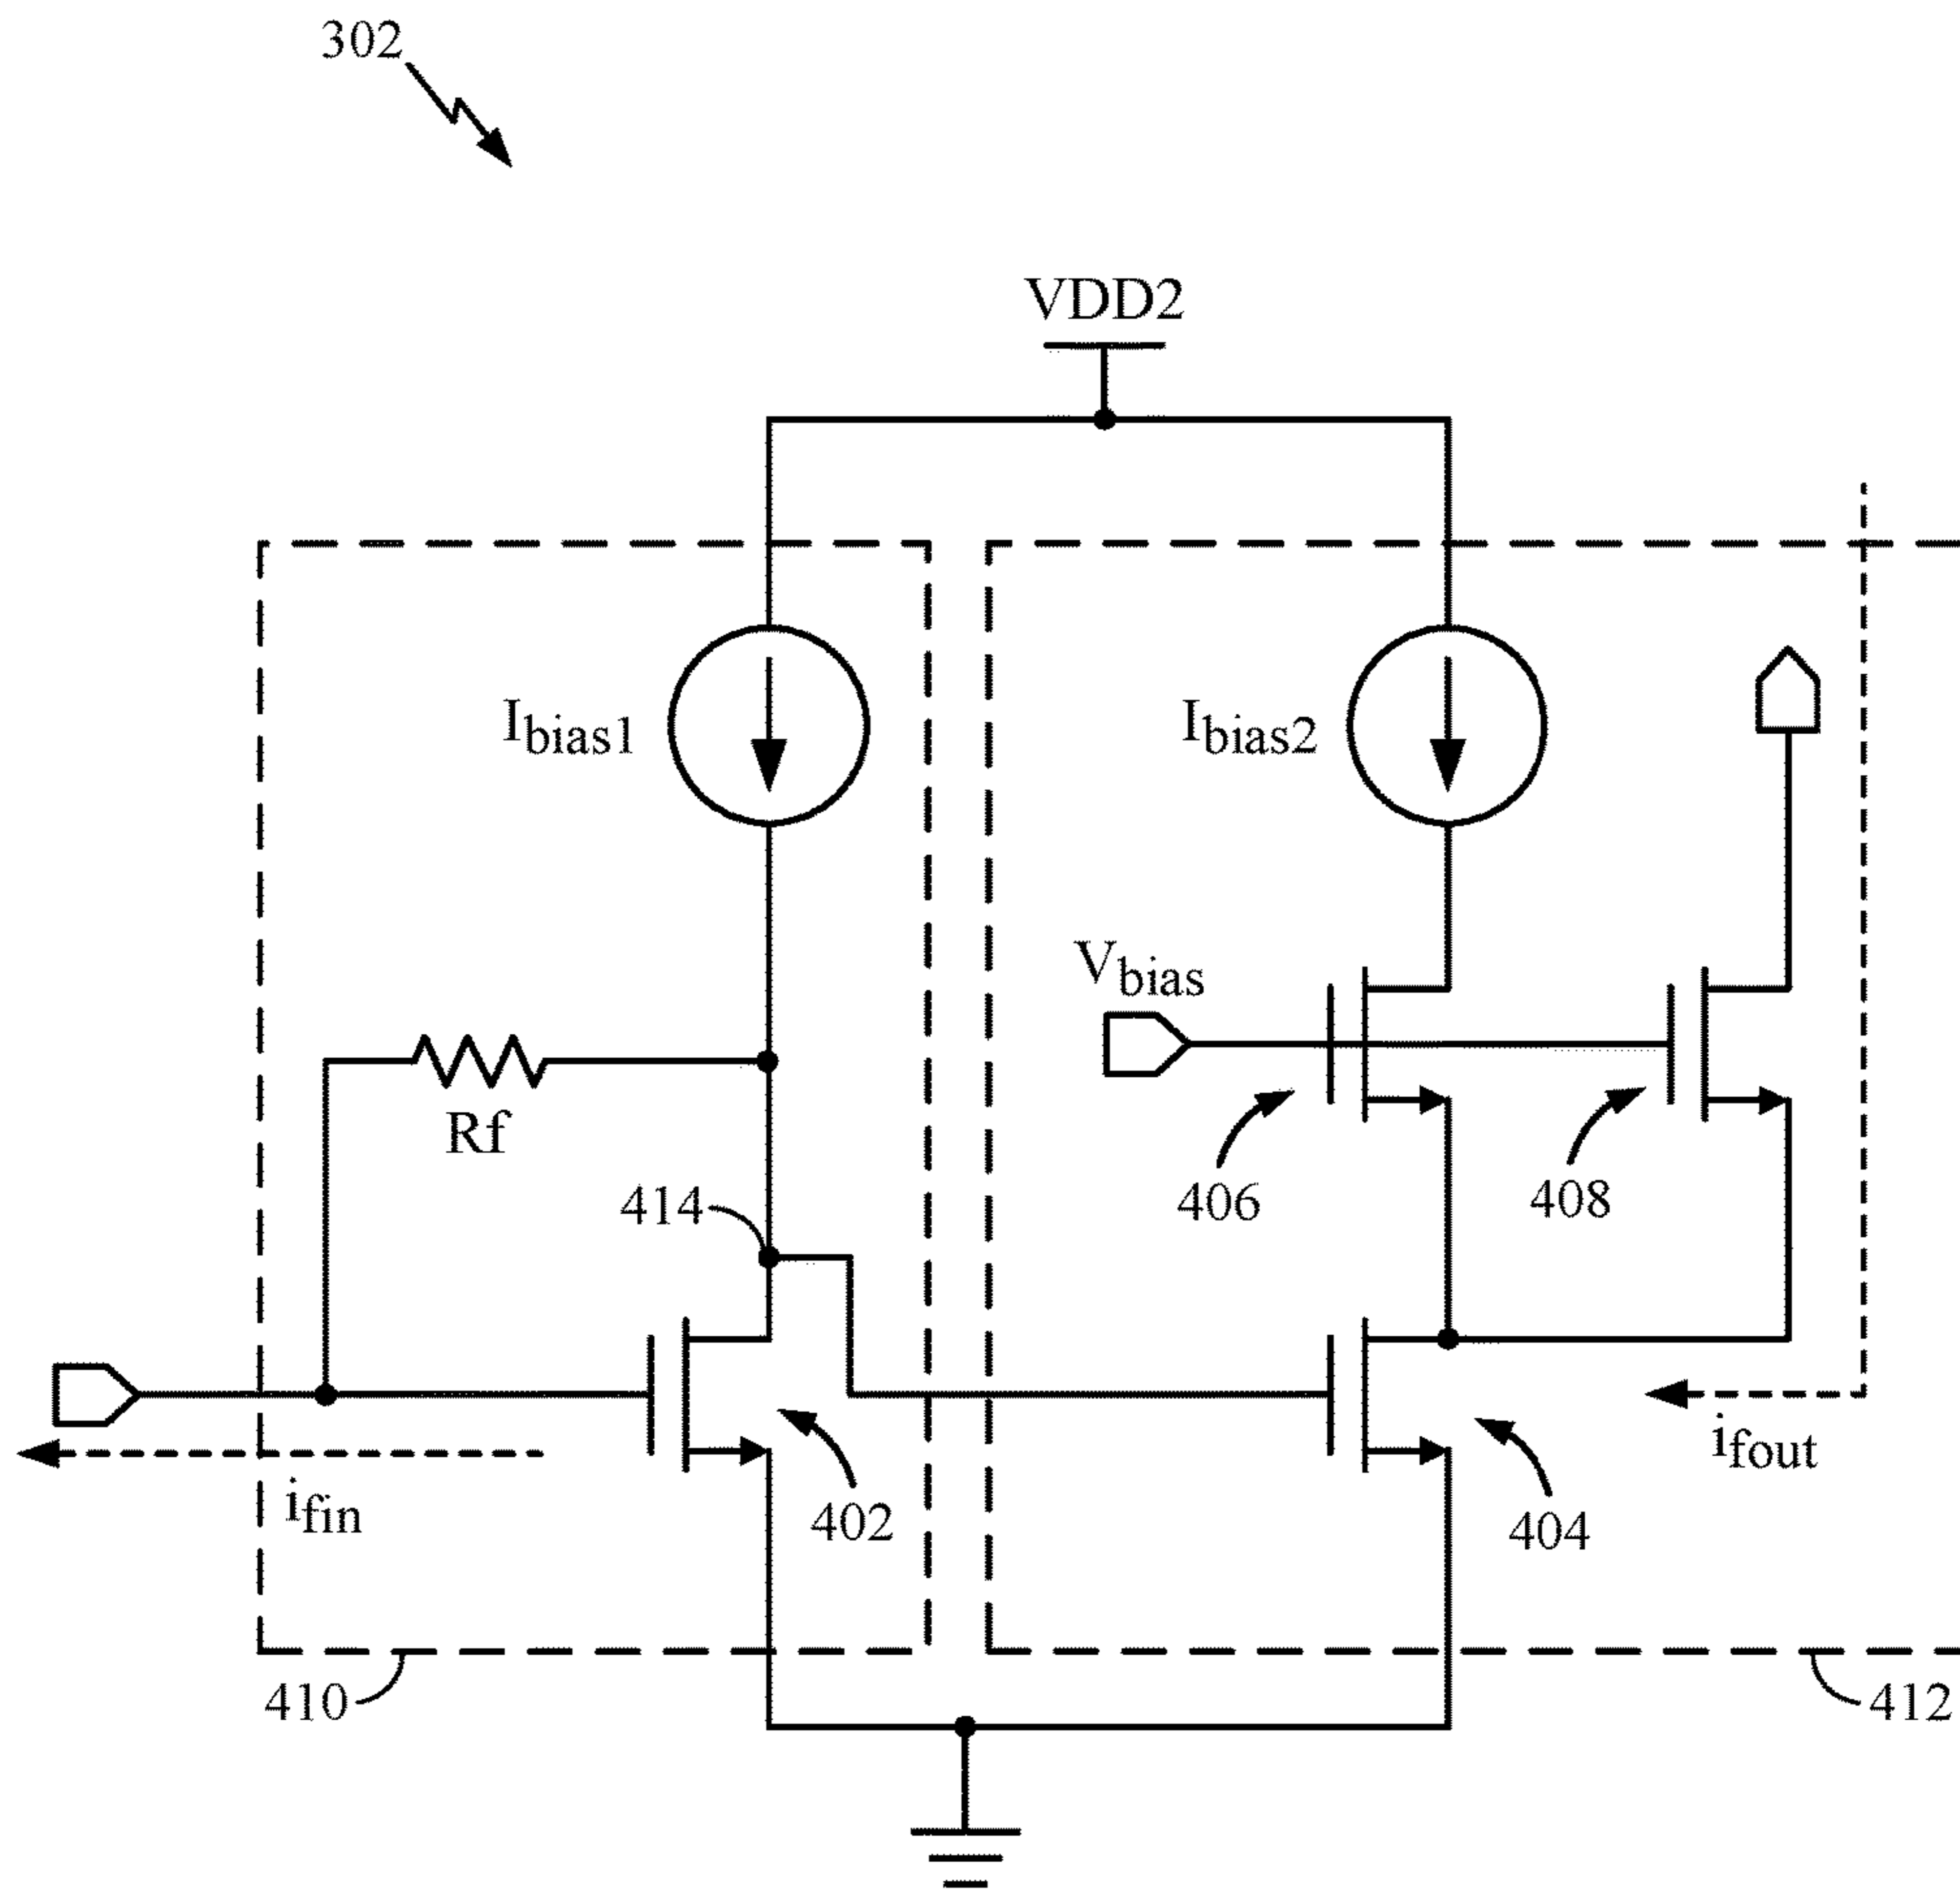 302
VDD2
Ibias1
Ibias2
Vbias
Rf
414
406
408
ifin
402
ifout
404
410
412